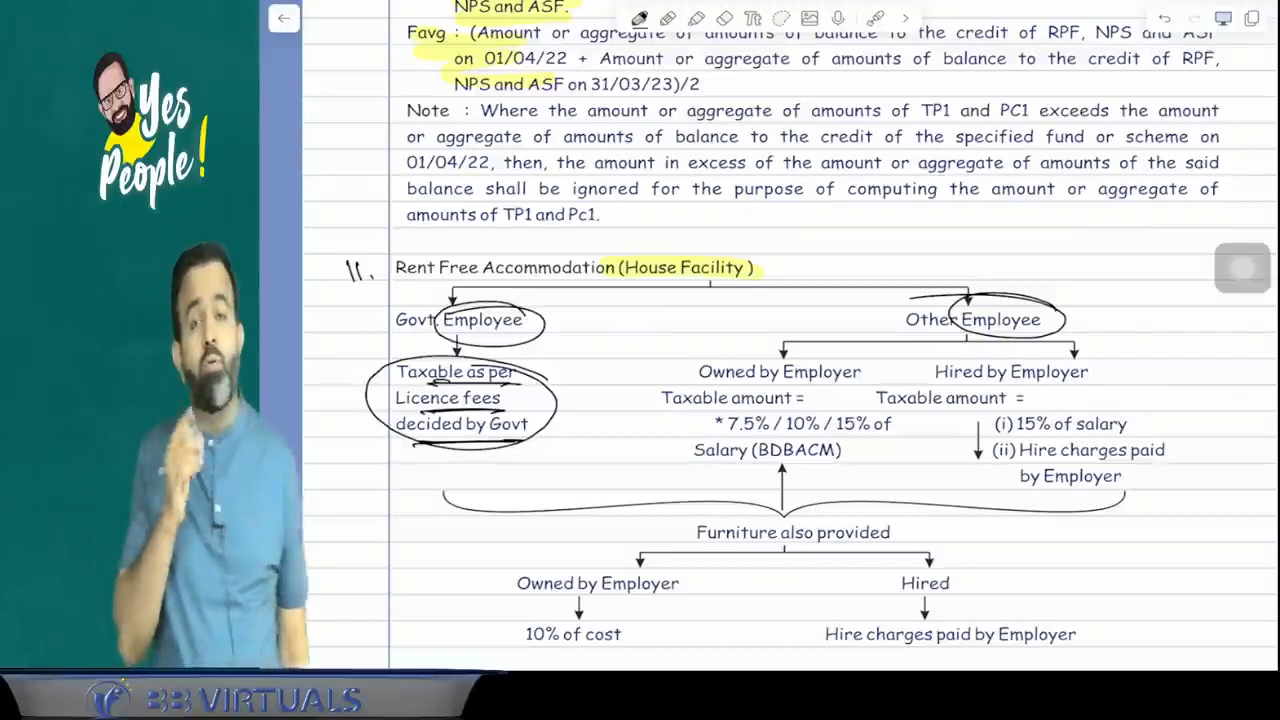 NPS and ASF.
Favg : (Amount or aggregate of amounts of balance to the credit of RPF, NPS and ASF
on 01/04/22 + Amount or aggregate of amounts of balance to the credit of RPF,
NPS and ASF on 31/03/23)/2
Note : Where the amount or aggregate of amounts of TP1 and PC1 exceeds the amount
or aggregate of amounts of balance to the credit of the specified fund or scheme on
01/04/22, then, the amount in excess of the amount or aggregate of amounts of the said
balance shall be ignored for the purpose of computing the amount or aggregate of
amounts of TP1 and Pc1.
Yes
People!
11. Rent Free Accommodation (House Facility )
Govt. Employee
Other Employee
Taxable as per
Licence fees
decided by Govt
Owned by Employer
Taxable amount =
* 7.5% / 10% / 15% of
Salary (BDBACM)
Hired by Employer
Taxable amount =
(i) 15% of salary
(ii) Hire charges paid
by Employer
Furniture also provided
Owned by Employer
Hired
10% of cost
Hire charges paid by Employer
BB VIRTUALS